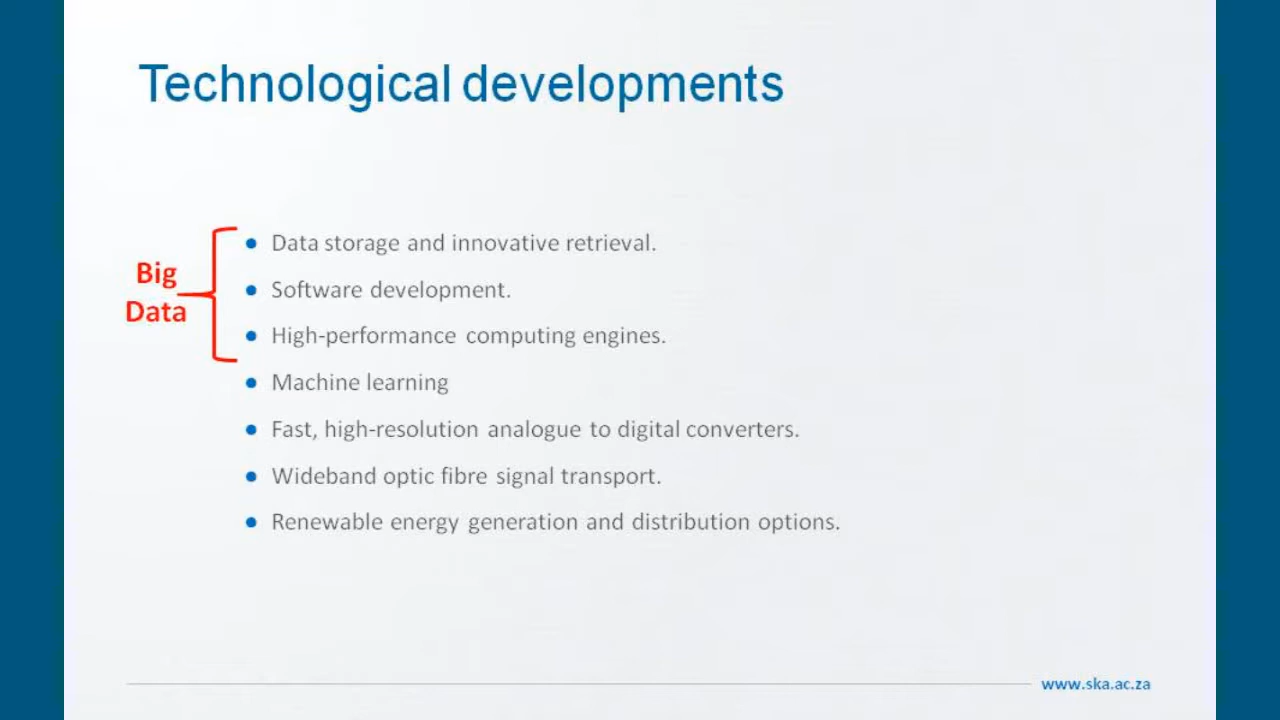 Technological developments
Big
Data
Data storage and innovative retrieval.
Software development.
High-performance computing engines.
Machine learning
Fast, high-resolution analogue to digital converters.
Wideband optic fibre signal transport.
Renewable energy generation and distribution options.
www.ska.ac.za